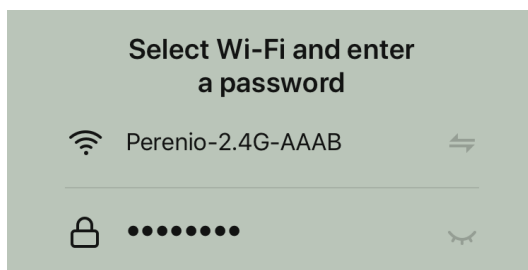 Select Wi-Fi and enter
a password
Perenio-2.4G-AAAB
••••••••